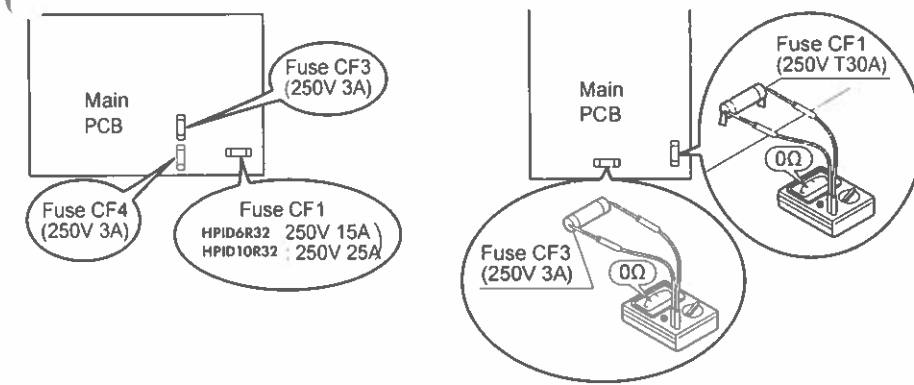 Main
PCB
Fuse CF3
(250V 3A)
Fuse CF4
(250V 3A)
Fuse CF1
HPID6R32 250V 15A)
HPID10R32 : 250V 25A
Main
PCB
Fuse CF1
(250V T30A)
0Ω
Fuse CF3
(250V 3A)
0Ω